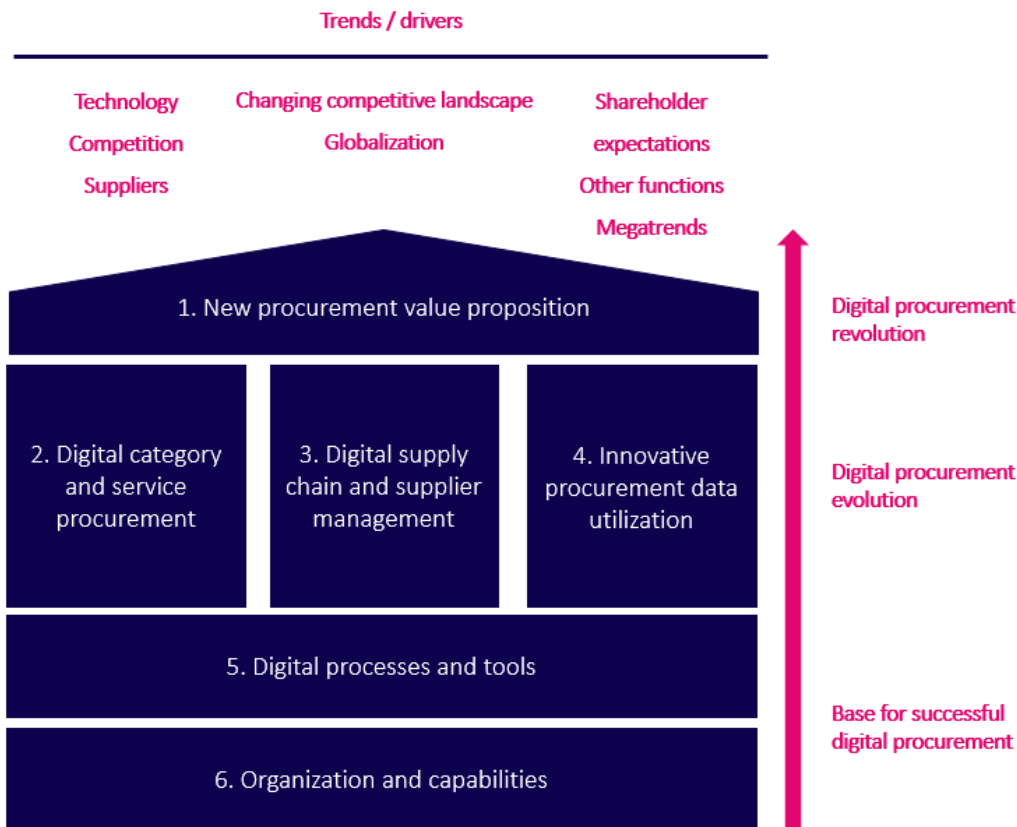 Trends / drivers
Technology
Competition
Suppliers
Changing competitive landscape
Globalization
Shareholder
expectations
Other functions
Megatrends
1. New procurement value proposition
Digital procurement
revolution
2. Digital category
and service
procurement
3. Digital supply
chain and supplier
management
4. Innovative
procurement data
utilization
Digital procurement
evolution
5. Digital processes and tools
6. Organization and capabilities
Base for successful
digital procurement